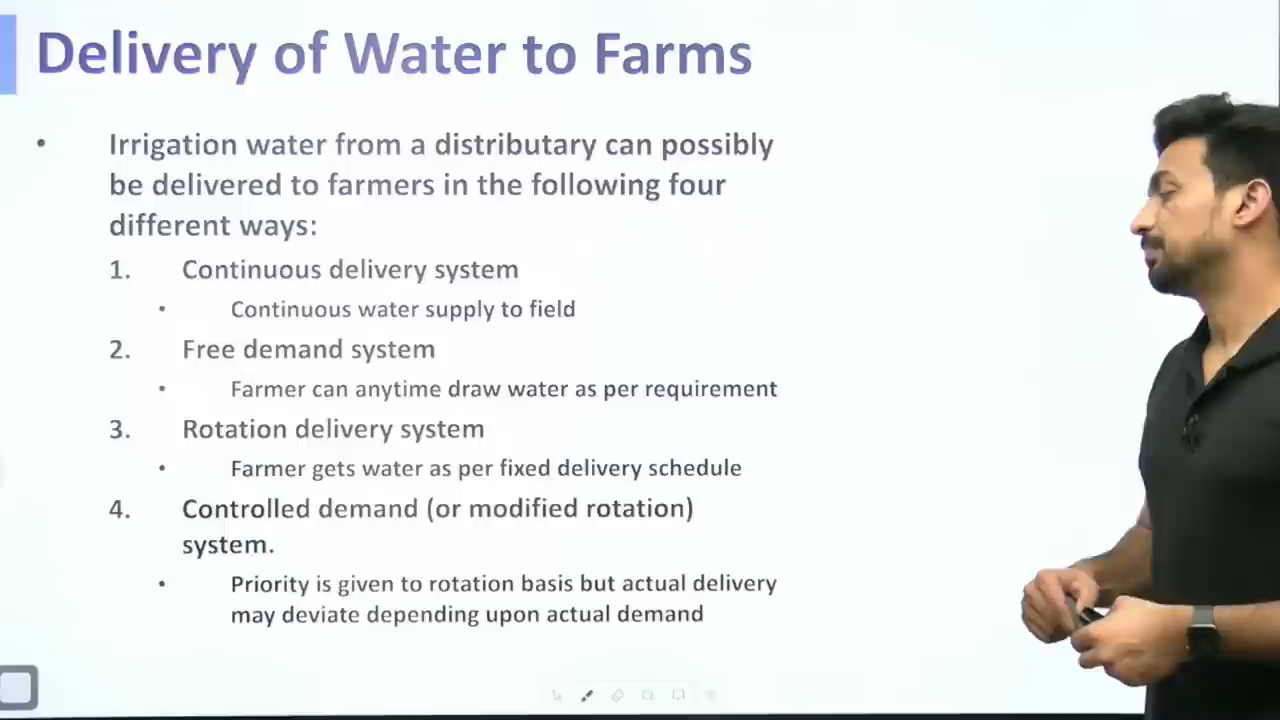 Delivery of Water to Farms
• Irrigation water from a distributary can possibly
be delivered to farmers in the following four
different ways:
1. Continuous delivery system
• Continuous water supply to field
2. Free demand system
• Farmer can anytime draw water as per requirement
3. Rotation delivery system
• Farmer gets water as per fixed delivery schedule
4. Controlled demand (or modified rotation)
system.
• Priority is given to rotation basis but actual delivery
may deviate depending upon actual demand